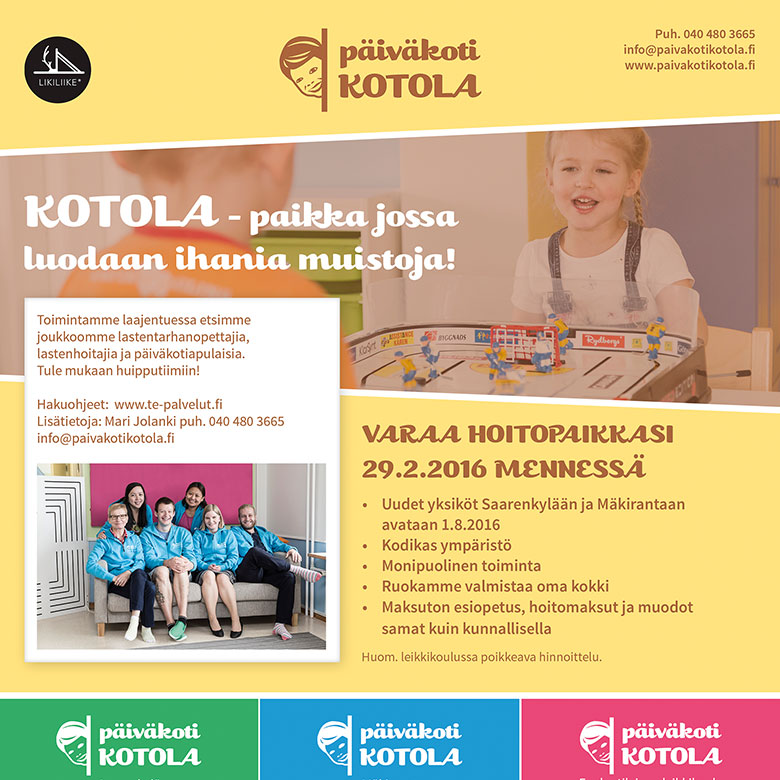 LIKILIIKE
päiväkoti
KOTOLA
Puh. 040 480 3665
info@paivakotikotola.fi
www.paivakotikotola.fi
KOTOLA - paikka jossa
luodaan ihania muistoja!
BYGGNADS
Rydbergs
Toimintamme laajentuessa etsimme
joukkoomme lastentarhanopettajia,
lastenhoitajia ja päiväkotiapulaisia.
Tule mukaan huipputiimiin!
Hakuohjeet: www.te-palvelut.fi
Lisätietoja: Mari Jolanki puh. 040 480 3665
info@paivakotikotola.fi
VARAA HOITOPAIKKASI
29.2.2016 MENNESSÄ
• Uudet yksiköt Saarenkylään ja Mäkirantaan
avataan 1.8.2016
• Kodikas ympäristö
• Monipuolinen toiminta
• Ruokamme valmistaa oma kokki
• Maksuton esiopetus, hoitomaksut ja muodot
samat kuin kunnallisella
Huom. leikkikoulussa poikkeava hinnoittelu.
päiväkoti
KOTOLA
päiväkoti
KOTOLA
päiväkoti
KOTOLA